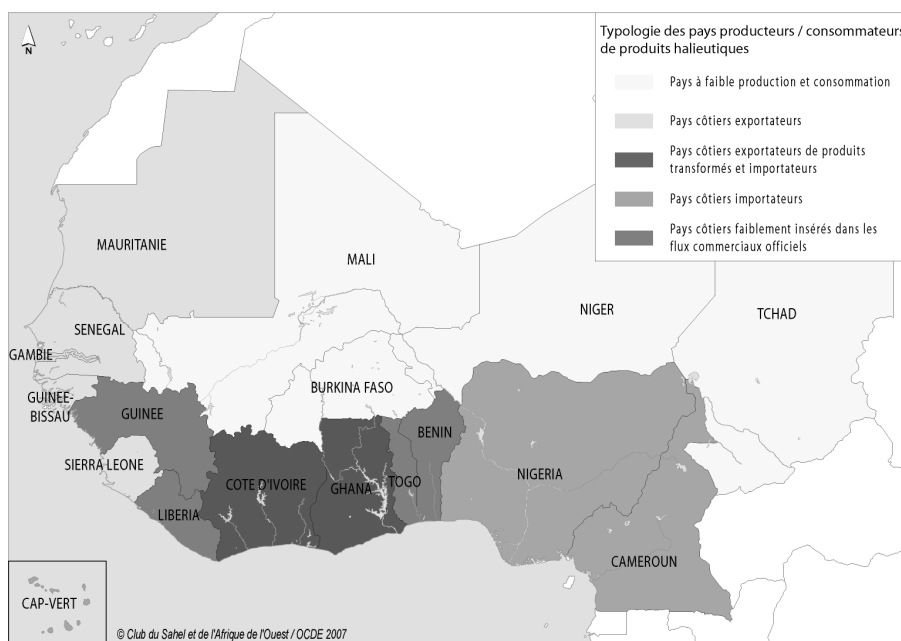 N
Typologie des pays producteurs / consommateurs
de produits halieutiques
Pays à faible production et consommation
Pays côtiers exportateurs
Pays côtiers exportateurs de produits
transformés et importateurs
Pays côtiers importateurs
Pays côtiers faiblement insérés dans les
flux commerciaux officiels
MAURITANIE
MALI
NIGER
TCHAD
SENEGAL
GAMBIE
BURKINA FASO
GUINEE-
BISSAU
GUINEE
BENIN
SIERRA LEONE
COTE D'IVOIRE
GHANA
TOGO
NIGERIA
LIBERIA
CAMEROUN
CAP-VERT
© Club du Sahel et de l'Afrique de l'Ouest / OCDE 2007